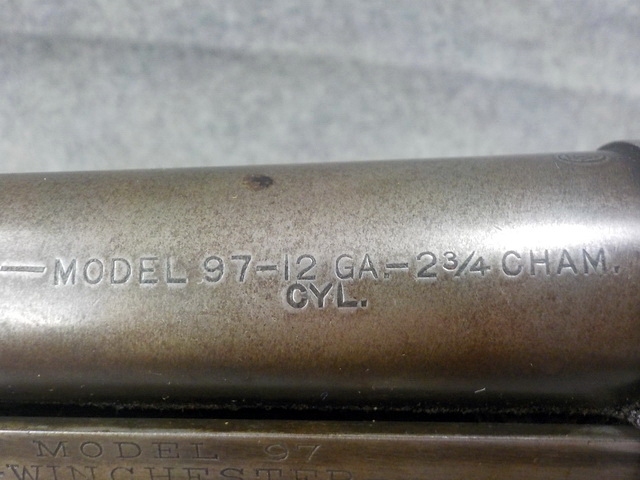 —MODEL 97–12 GA.–2¾ CHAM.
CYL.
MODEL 97
WINCHESTER